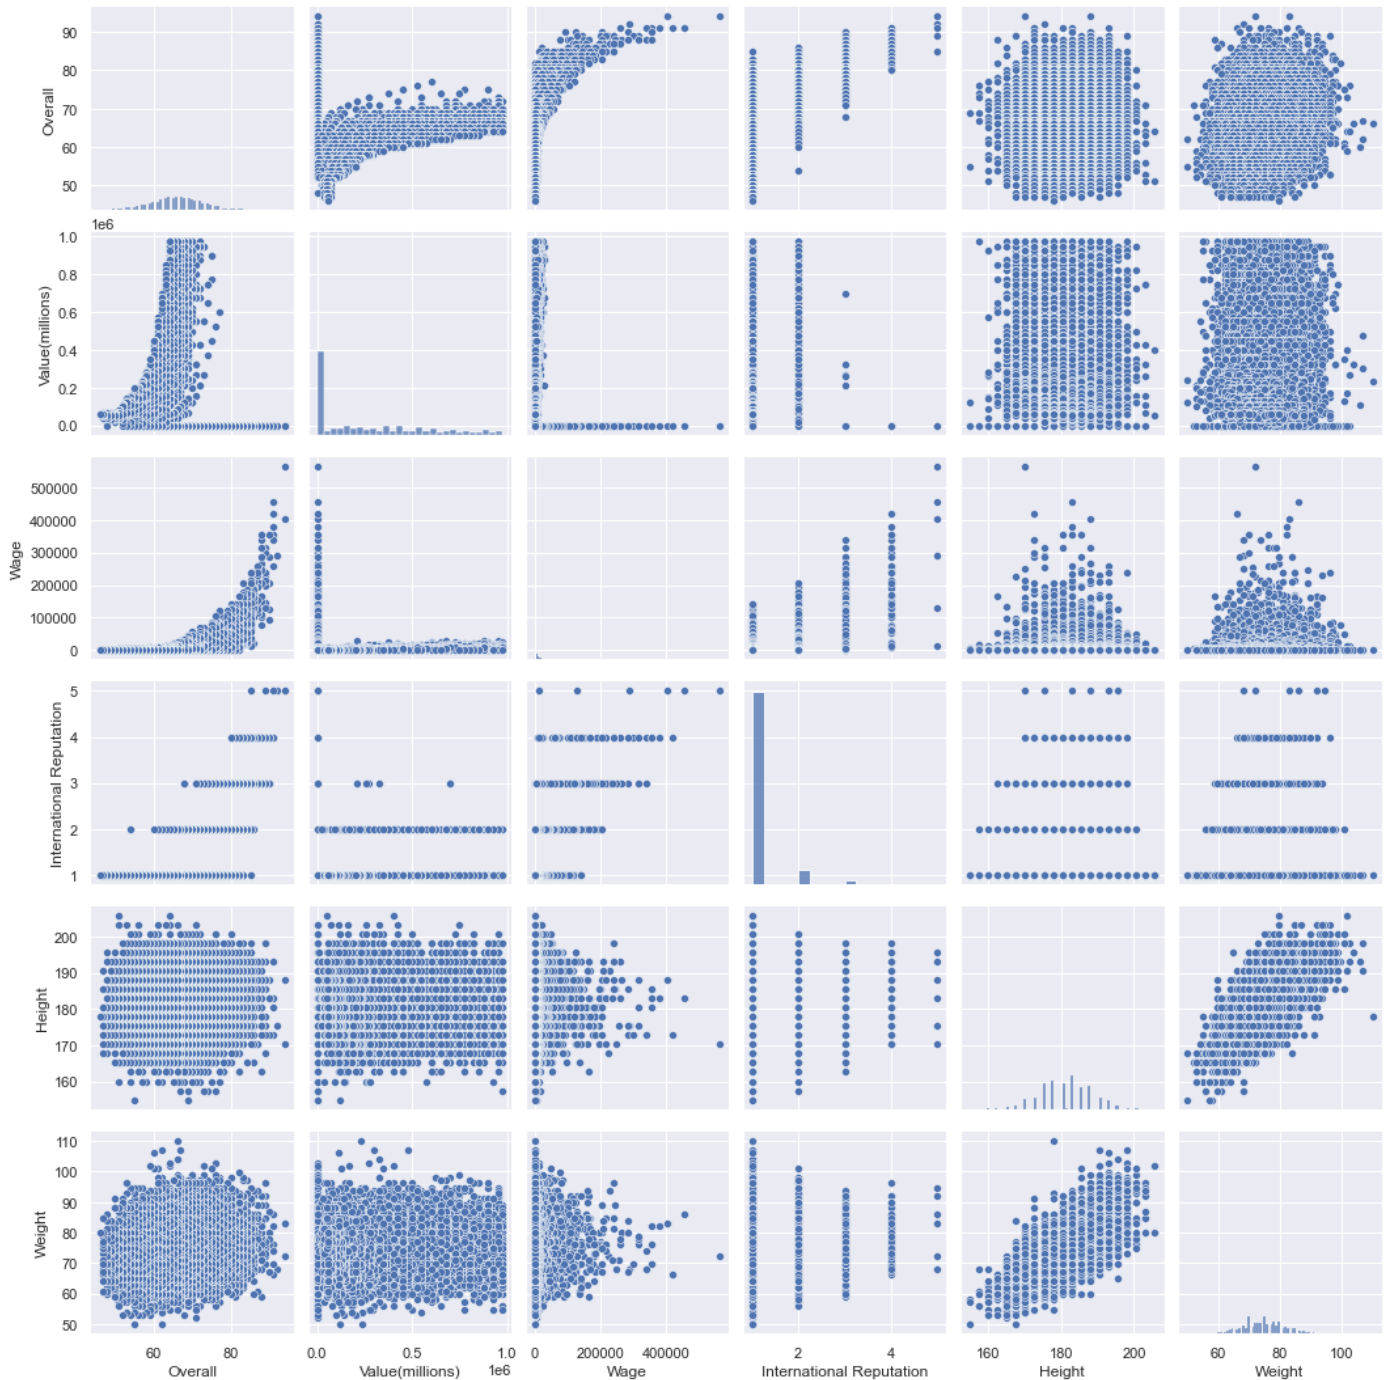 90
80
70
60
50
Overall
1e6
1.0
0.8
0.6
0.4
0.2
0.0
Value(millions)
500000
400000
300000
200000
100000
0
Wage
5
4
3
2
1
International Reputation
200
190
180
170
160
Height
110
100
90
80
70
60
50
Weight
60 80
Overall
0.0 0.5 1.0
Value(millions) 1e6
0 200000 400000
Wage
2 4
International Reputation
160 180 200
Height
60 80 100
Weight